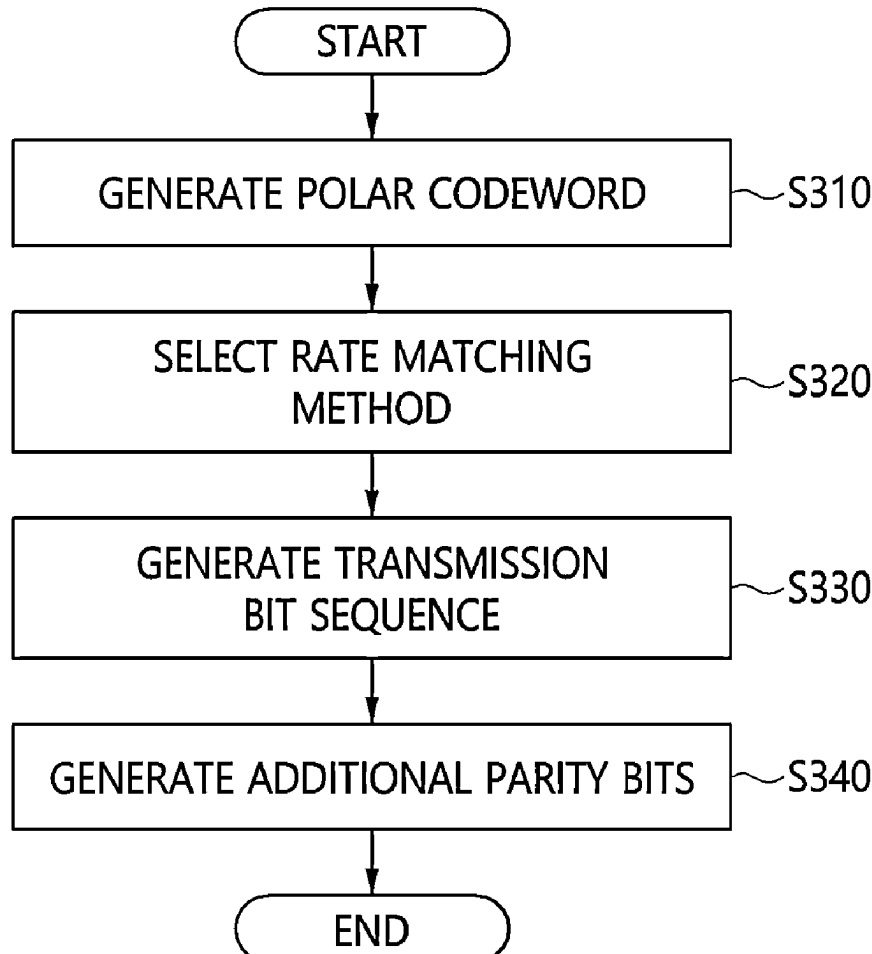 START
GENERATE POLAR CODEWORD
S310
SELECT RATE MATCHING
METHOD
S320
GENERATE TRANSMISSION
BIT SEQUENCE
S330
GENERATE ADDITIONAL PARITY BITS
S340
END